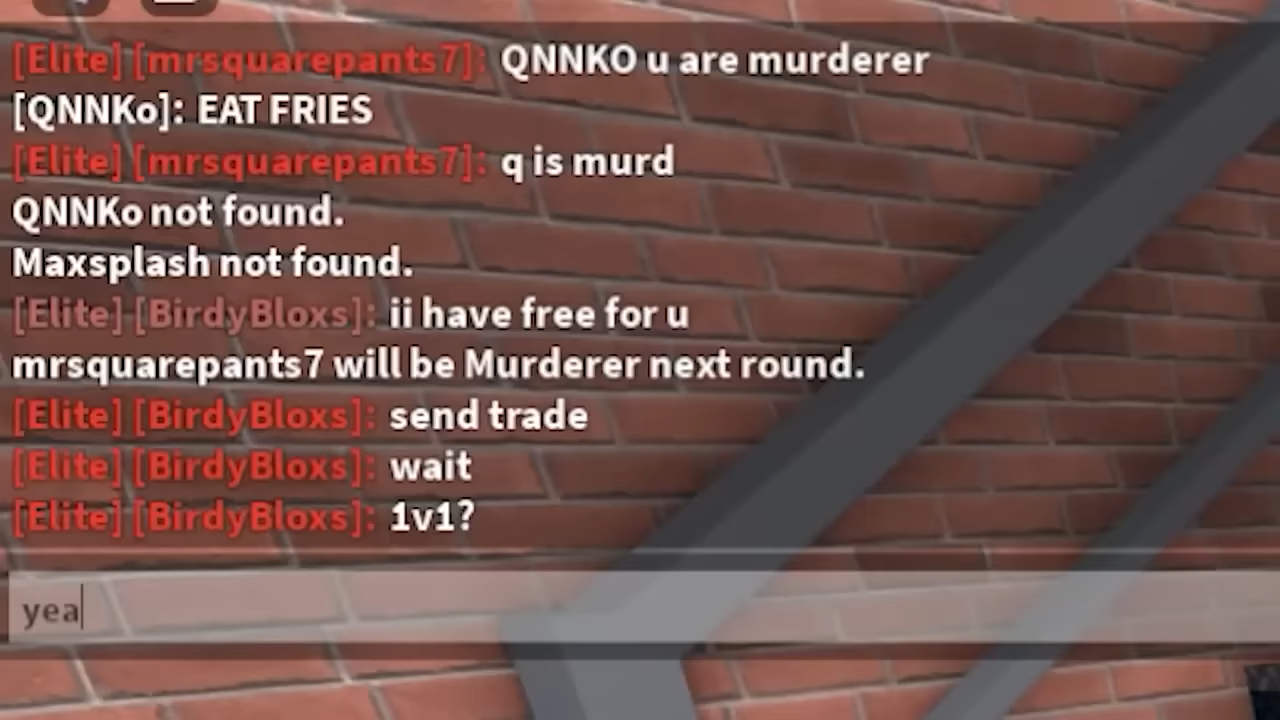 [Elite] [mrsquarepants7]: QNNKO u are murderer
[QNNKo]: EAT FRIES
[Elite] [mrsquarepants7]: q is murd
QNNKo not found.
Maxsplash not found.
[Elite] [BirdyBloxs]: ii have free for u
mrsquarepants7 will be Murderer next round.
[Elite] [BirdyBloxs]: send trade
[Elite] [BirdyBloxs]: wait
[Elite] [BirdyBloxs]: 1v1?
yea